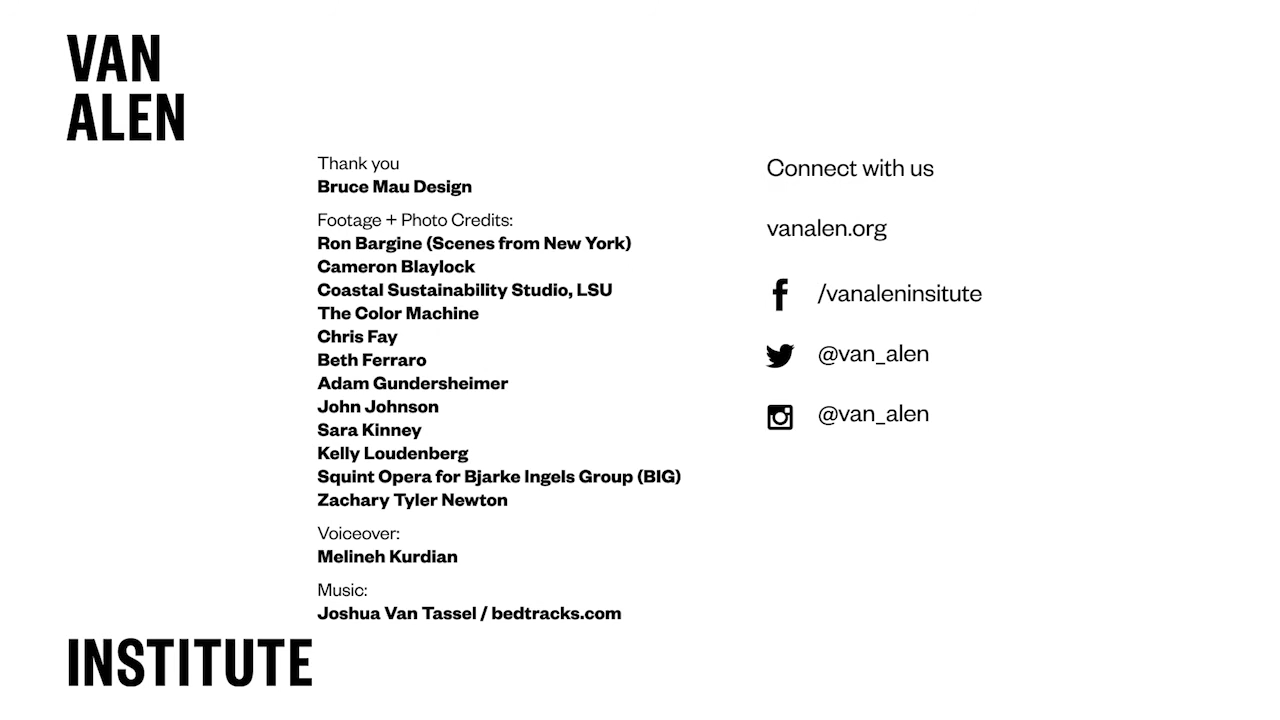 VAN
ALEN
Thank you
Bruce Mau Design
Footage + Photo Credits:
Ron Bargine (Scenes from New York)
Cameron Blaylock
Coastal Sustainability Studio, LSU
The Color Machine
Chris Fay
Beth Ferraro
Adam Gundersheimer
John Johnson
Sara Kinney
Kelly Loudenberg
Squint Opera for Bjarke Ingels Group (BIG)
Zachary Tyler Newton
Voiceover:
Melineh Kurdian
Music:
Joshua Van Tassel / bedtracks.com
Connect with us
vanalen.org
/vanaleninsitute
@van_alen
@van_alen
INSTITUTE